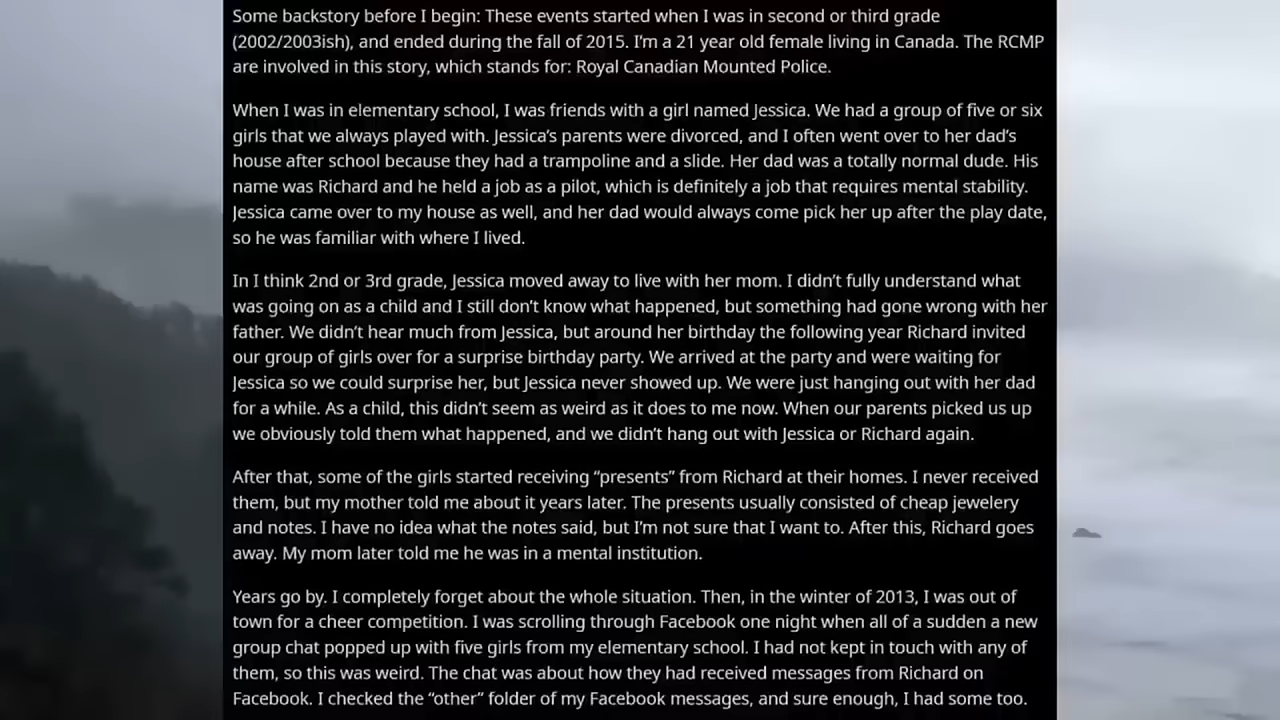 Some backstory before I begin: These events started when I was in second or third grade
(2002/2003ish), and ended during the fall of 2015. I'm a 21 year old female living in Canada. The RCMP
are involved in this story, which stands for: Royal Canadian Mounted Police.
When I was in elementary school, I was friends with a girl named Jessica. We had a group of five or six
girls that we always played with. Jessica's parents were divorced, and I often went over to her dad's
house after school because they had a trampoline and a slide. Her dad was a totally normal dude. His
name was Richard and he held a job as a pilot, which is definitely a job that requires mental stability.
Jessica came over to my house as well, and her dad would always come pick her up after the play date,
so he was familiar with where I lived.
In I think 2nd or 3rd grade, Jessica moved away to live with her mom. I didn't fully understand what
was going on as a child and I still don't know what happened, but something had gone wrong with her
father. We didn't hear much from Jessica, but around her birthday the following year Richard invited
our group of girls over for a surprise birthday party. We arrived at the party and were waiting for
Jessica so we could surprise her, but Jessica never showed up. We were just hanging out with her dad
for a while. As a child, this didn't seem as weird as it does to me now. When our parents picked us up
we obviously told them what happened, and we didn't hang out with Jessica or Richard again.
After that, some of the girls started receiving “presents” from Richard at their homes. I never received
them, but my mother told me about it years later. The presents usually consisted of cheap jewelery
and notes. I have no idea what the notes said, but I'm not sure that I want to. After this, Richard goes
away. My mom later told me he was in a mental institution.
Years go by. I completely forget about the whole situation. Then, in the winter of 2013, I was out of
town for a cheer competition. I was scrolling through Facebook one night when all of a sudden a new
group chat popped up with five girls from my elementary school. I had not kept in touch with any of
them, so this was weird. The chat was about how they had received messages from Richard on
Facebook. I checked the “other” folder of my Facebook messages, and sure enough, I had some too.